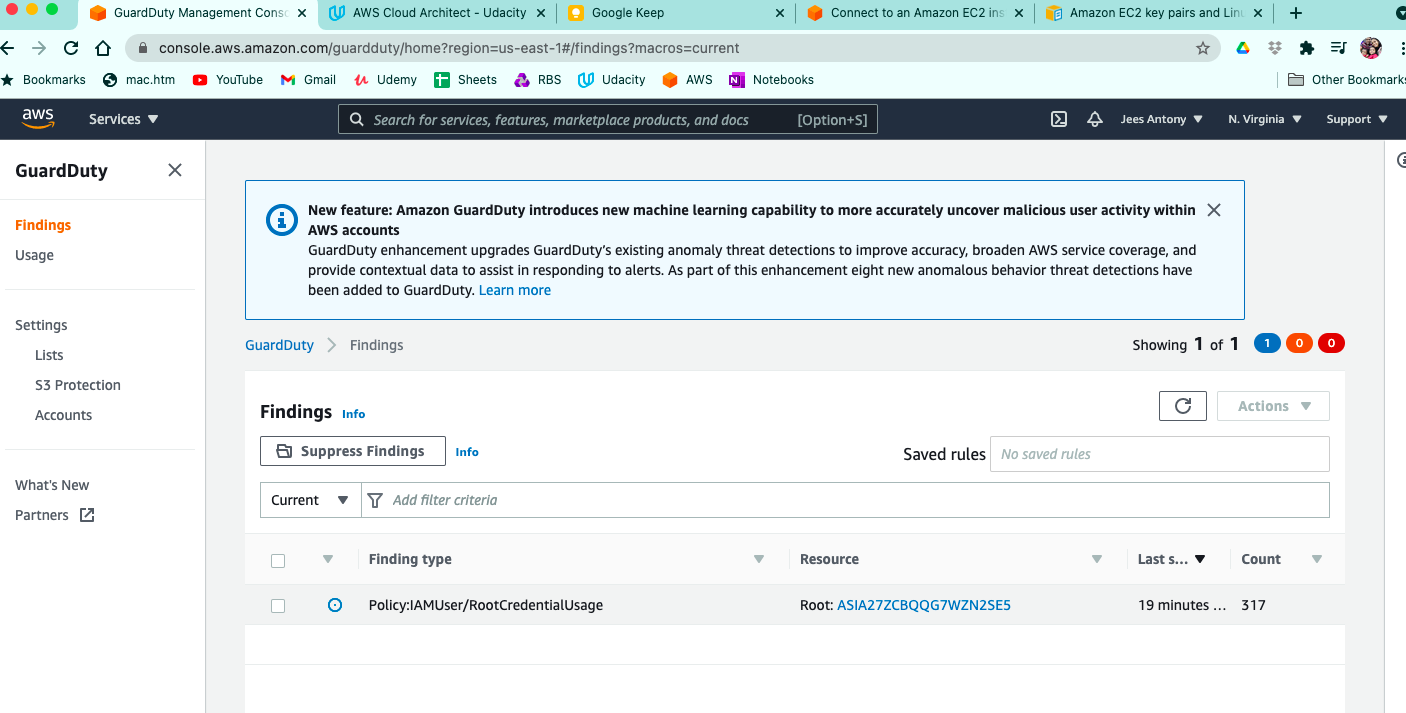 GuardDuty Management Conso
AWS Cloud Architect - Udacity
Google Keep
Connect to an Amazon EC2 ins
Amazon EC2 key pairs and Linu
console.aws.amazon.com/guardduty/home?region=us-east-1#/findings?macros=current
Bookmarks
mac.htm
YouTube
Gmail
Udemy
Sheets
RBS
Udacity
AWS
Notebooks
Other Bookmarks
aws
Services
Search for services, features, marketplace products, and docs
[Option+S]
Jees Antony
N. Virginia
Support
GuardDuty
Findings
Usage
Settings
Lists
S3 Protection
Accounts
What's New
Partners
New feature: Amazon GuardDuty introduces new machine learning capability to more accurately uncover malicious user activity within
AWS accounts
GuardDuty enhancement upgrades GuardDuty's existing anomaly threat detections to improve accuracy, broaden AWS service coverage, and
provide contextual data to assist in responding to alerts. As part of this enhancement eight new anomalous behavior threat detections have
been added to GuardDuty. Learn more
GuardDuty
Findings
Showing 1 of 1
1
0
0
Findings Info
Actions
Suppress Findings
Info
Saved rules
No saved rules
Current
Add filter criteria
Finding type
Resource
Last s...
Count
Policy:IAMUser/RootCredentialUsage
Root: ASIA27ZCBQQG7WZN2SE5
19 minutes ...
317